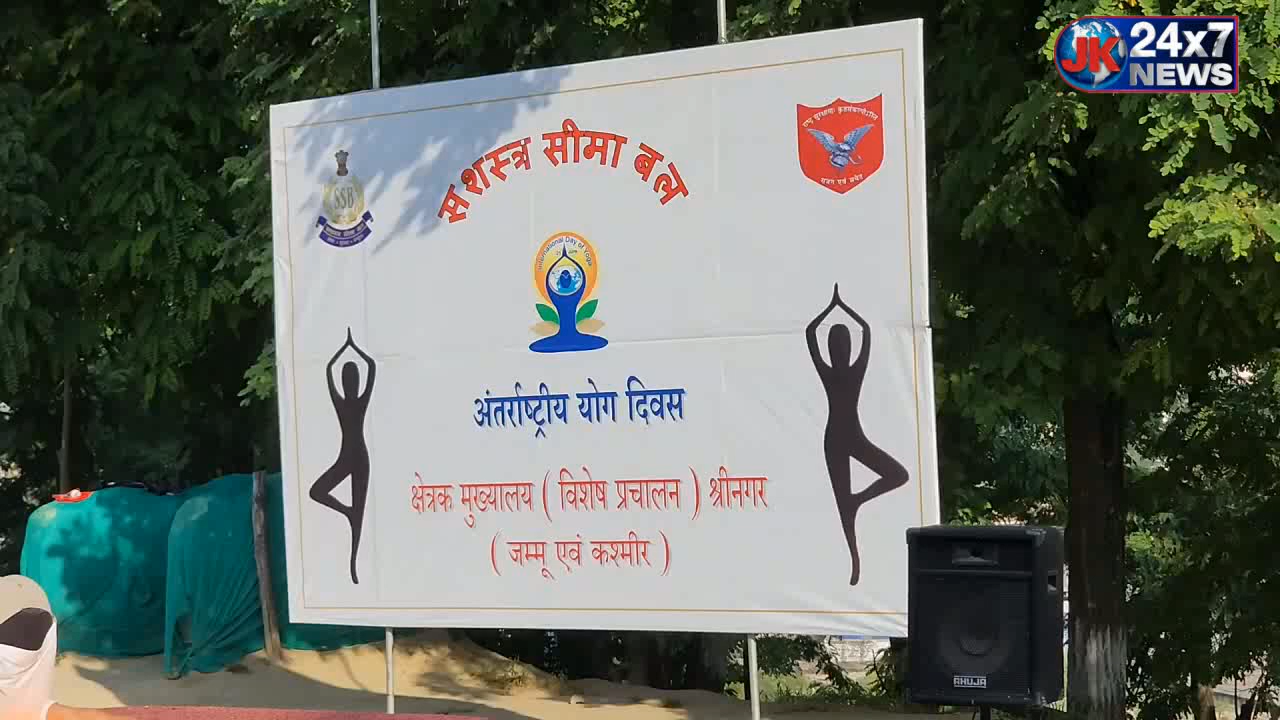 JK 24x7 NEWS
सशस्त्र सीमा बल
SSB
International Day of Yoga
अंतर्राष्ट्रीय योग दिवस
क्षेत्रक मुख्यालय ( विशेष प्रचालन ) श्रीनगर
( जम्मू एवं कश्मीर )
AHUJA